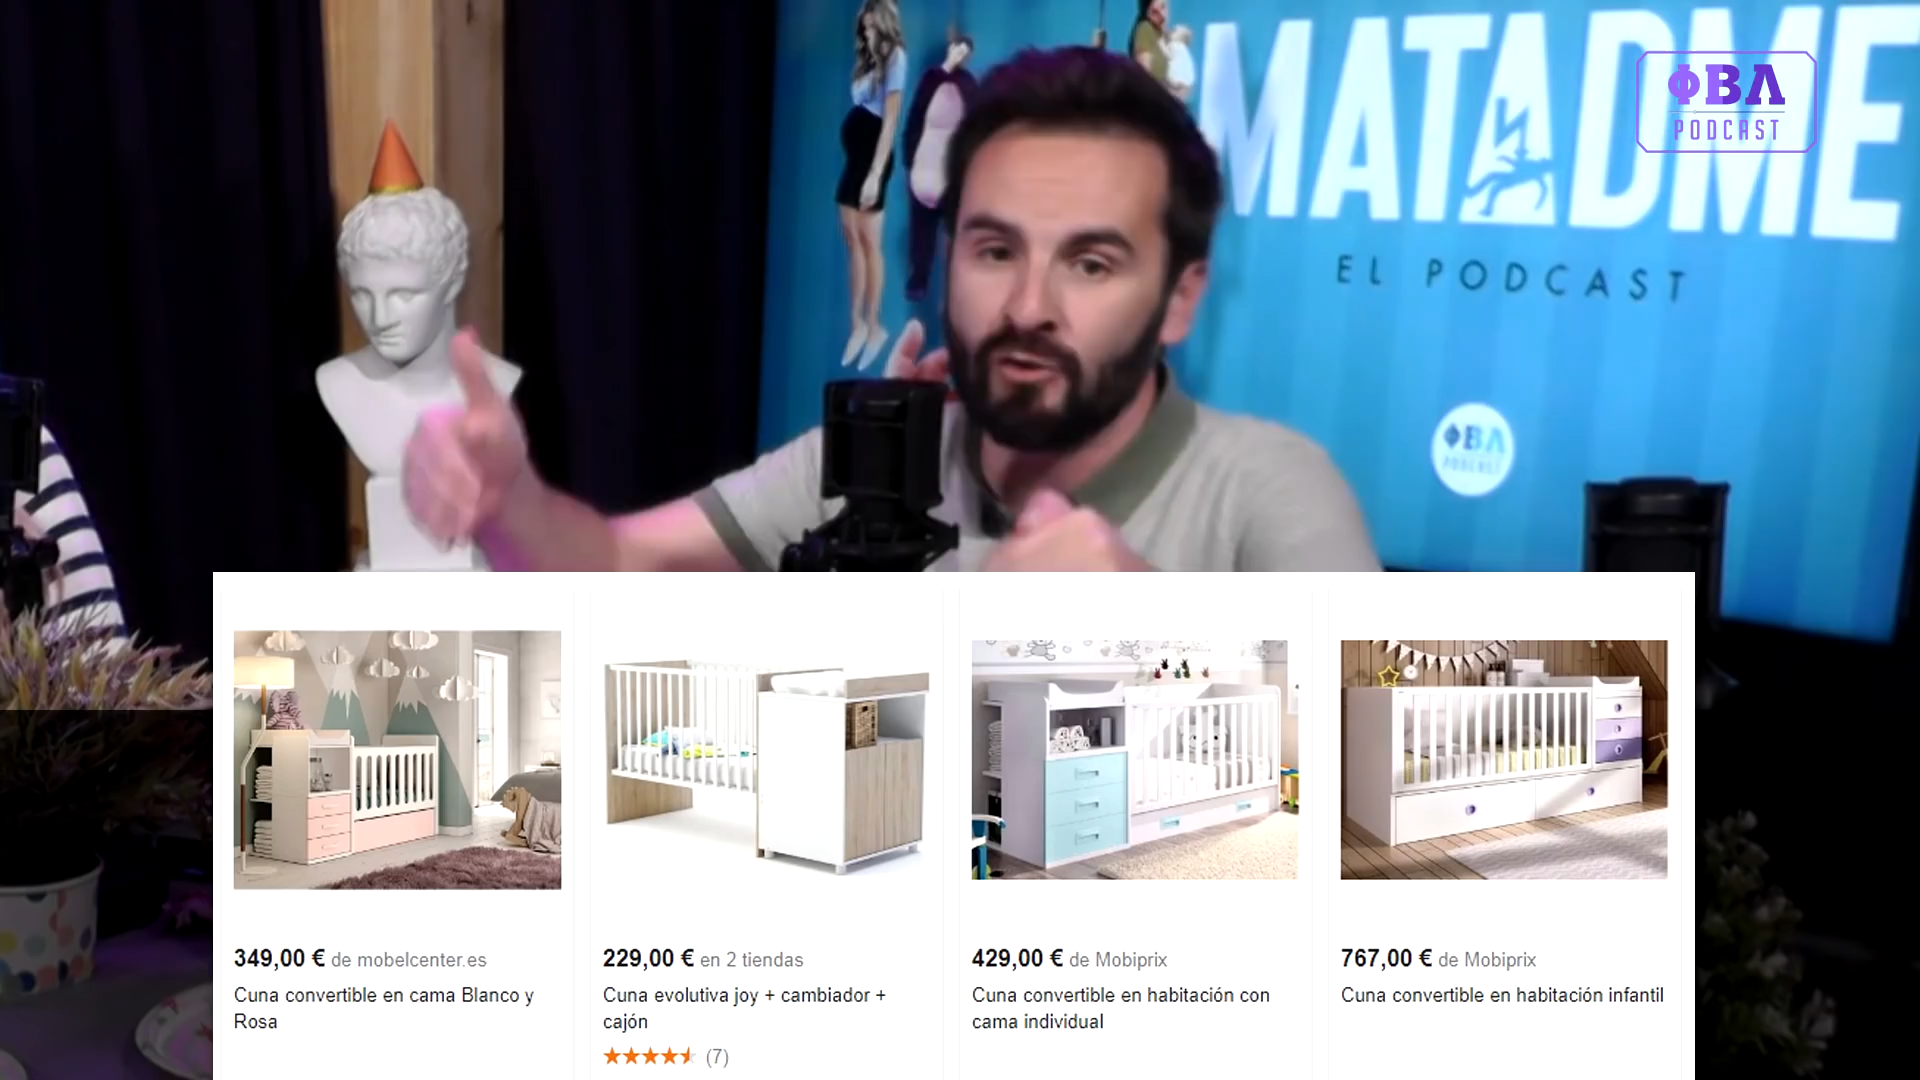 MATADME
EL PODCAST
ΦΒΛ
PODCAST
ΦΒΛ
PODCAST
349,00 € de mobelcenter.es
Cuna convertible en cama Blanco y
Rosa
229,00 € en 2 tiendas
Cuna evolutiva joy + cambiador +
cajón
(7)
429,00 € de Mobiprix
Cuna convertible en habitación con
cama individual
767,00 € de Mobiprix
Cuna convertible en habitación infantil